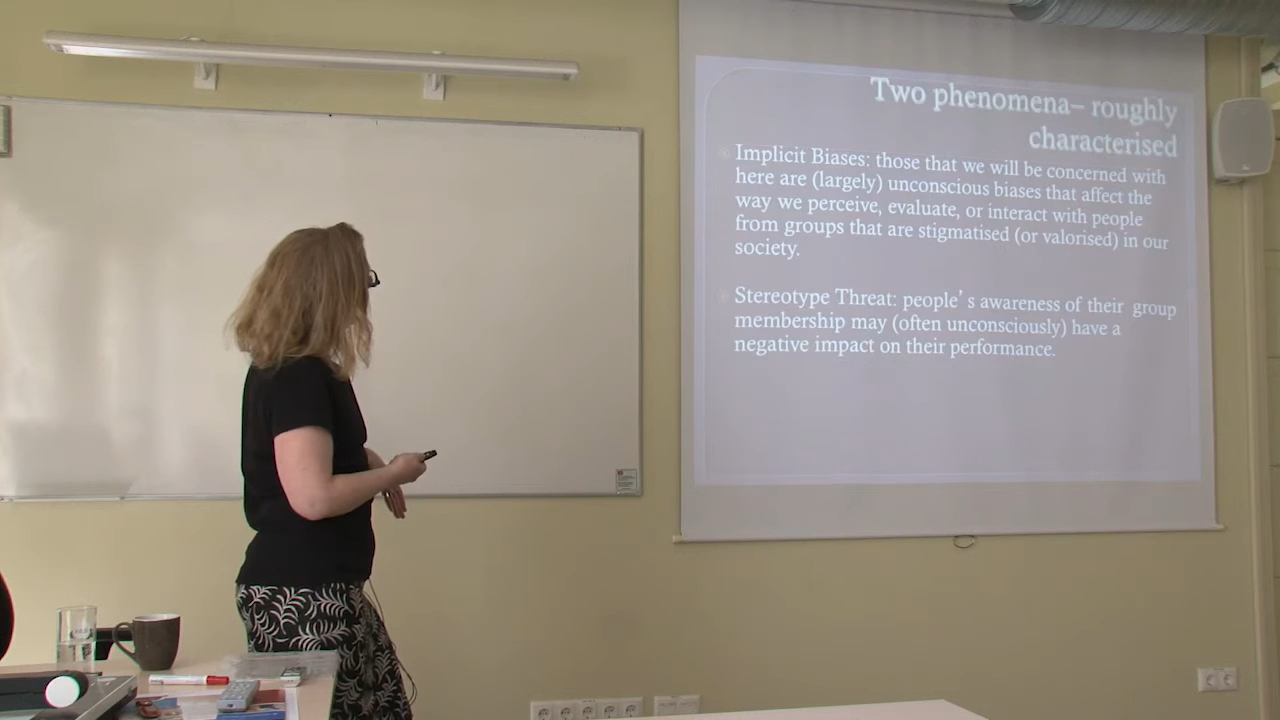 Two phenomena– roughly
characterised
Implicit Biases: those that we will be concerned with
here are (largely) unconscious biases that affect the
way we perceive, evaluate, or interact with people
from groups that are stigmatised (or valorised) in our
society.
Stereotype Threat: people’s awareness of their group
membership may (often unconsciously) have a
negative impact on their performance.